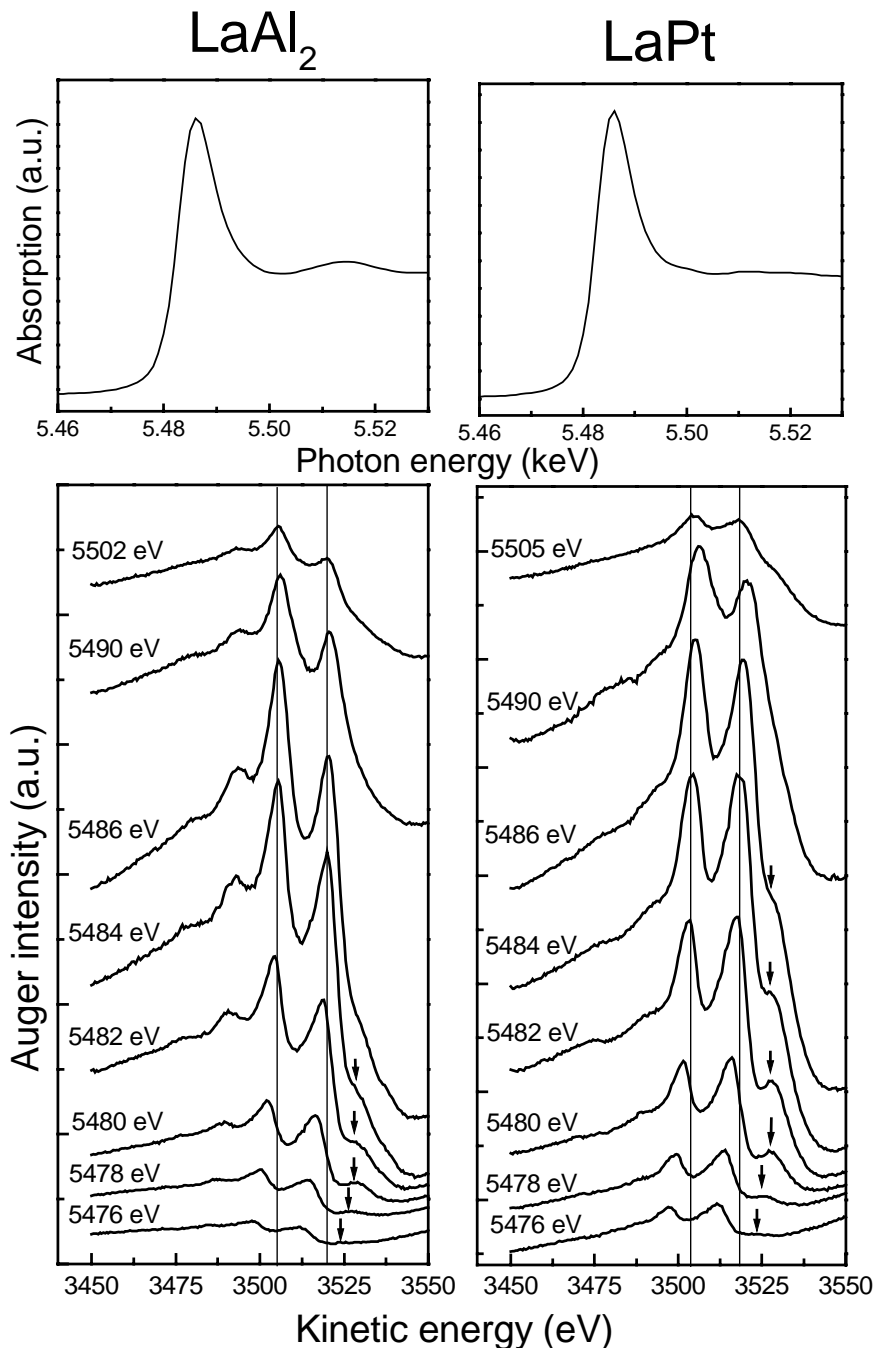 LaAl₂
LaPt
Absorption (a.u.)
5.46 5.48 5.50 5.52
5.46 5.48 5.50 5.52
Photon energy (keV)
Auger intensity (a.u.)
5502 eV
5490 eV
5486 eV
5484 eV
5482 eV
5480 eV
5478 eV
5476 eV
3450 3475 3500 3525 3550
5505 eV
5490 eV
5486 eV
5484 eV
5482 eV
5480 eV
5478 eV
5476 eV
3450 3475 3500 3525 3550
Kinetic energy (eV)